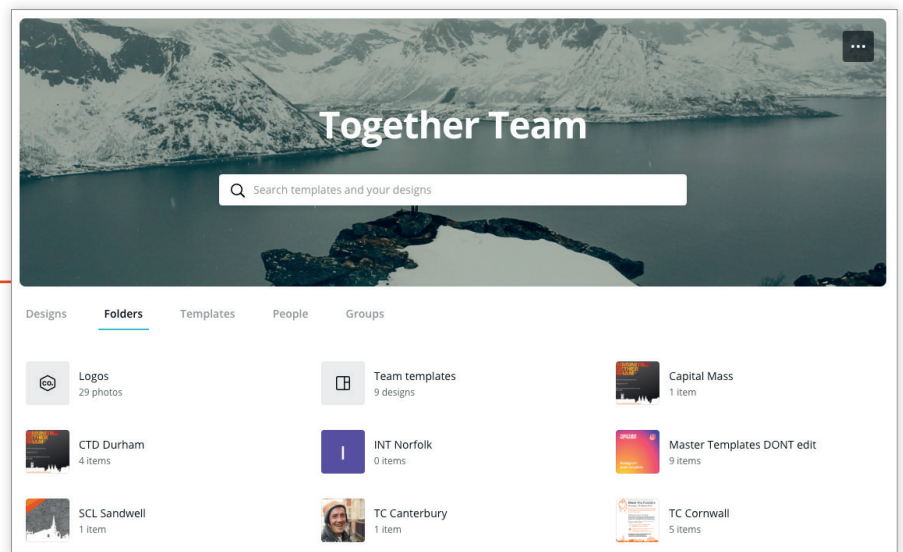 Together Team
Search templates and your designs
Designs Folders Templates People Groups
CO.
Logos
29 photos
Team templates
9 designs
Capital Mass
1 item
CTD Durham
4 items
I
INT Norfolk
0 items
Master Templates DONT edit
9 items
SCL Sandwell
1 item
TC Canterbury
1 item
TC Cornwall
5 items